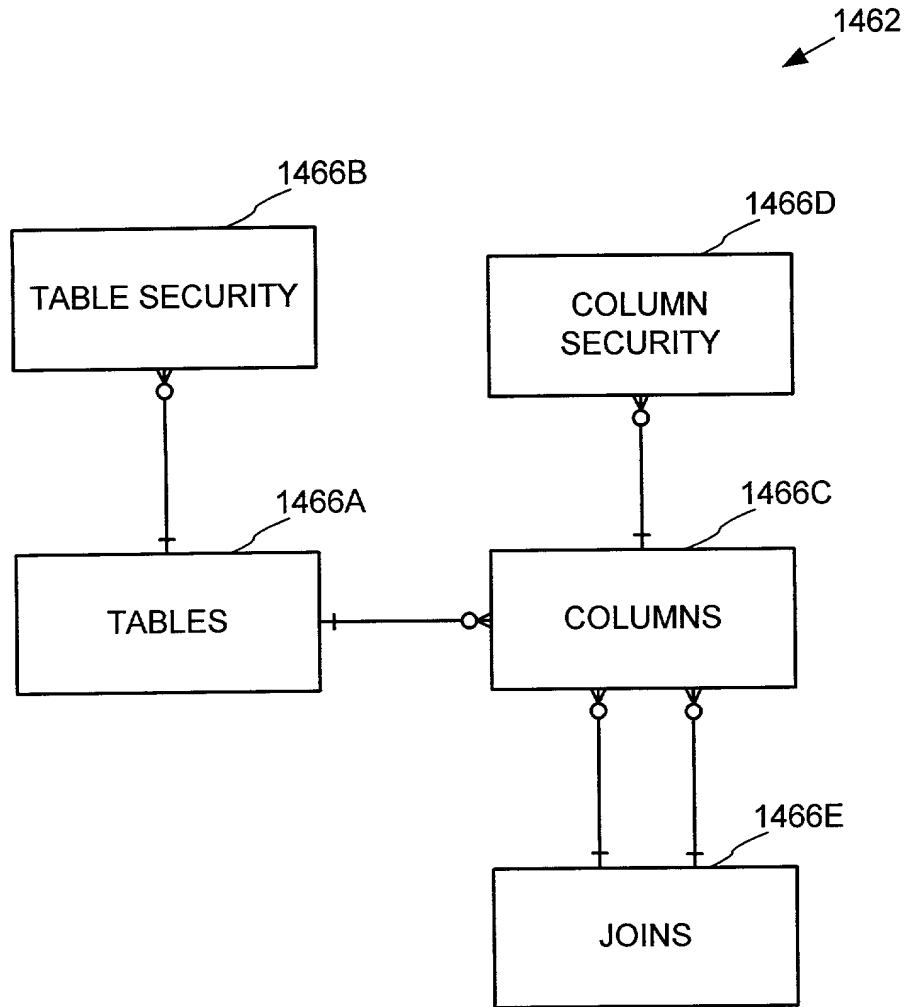 1462
1466B
TABLE SECURITY
1466D
COLUMN
SECURITY
1466A
TABLES
1466C
COLUMNS
1466E
JOINS